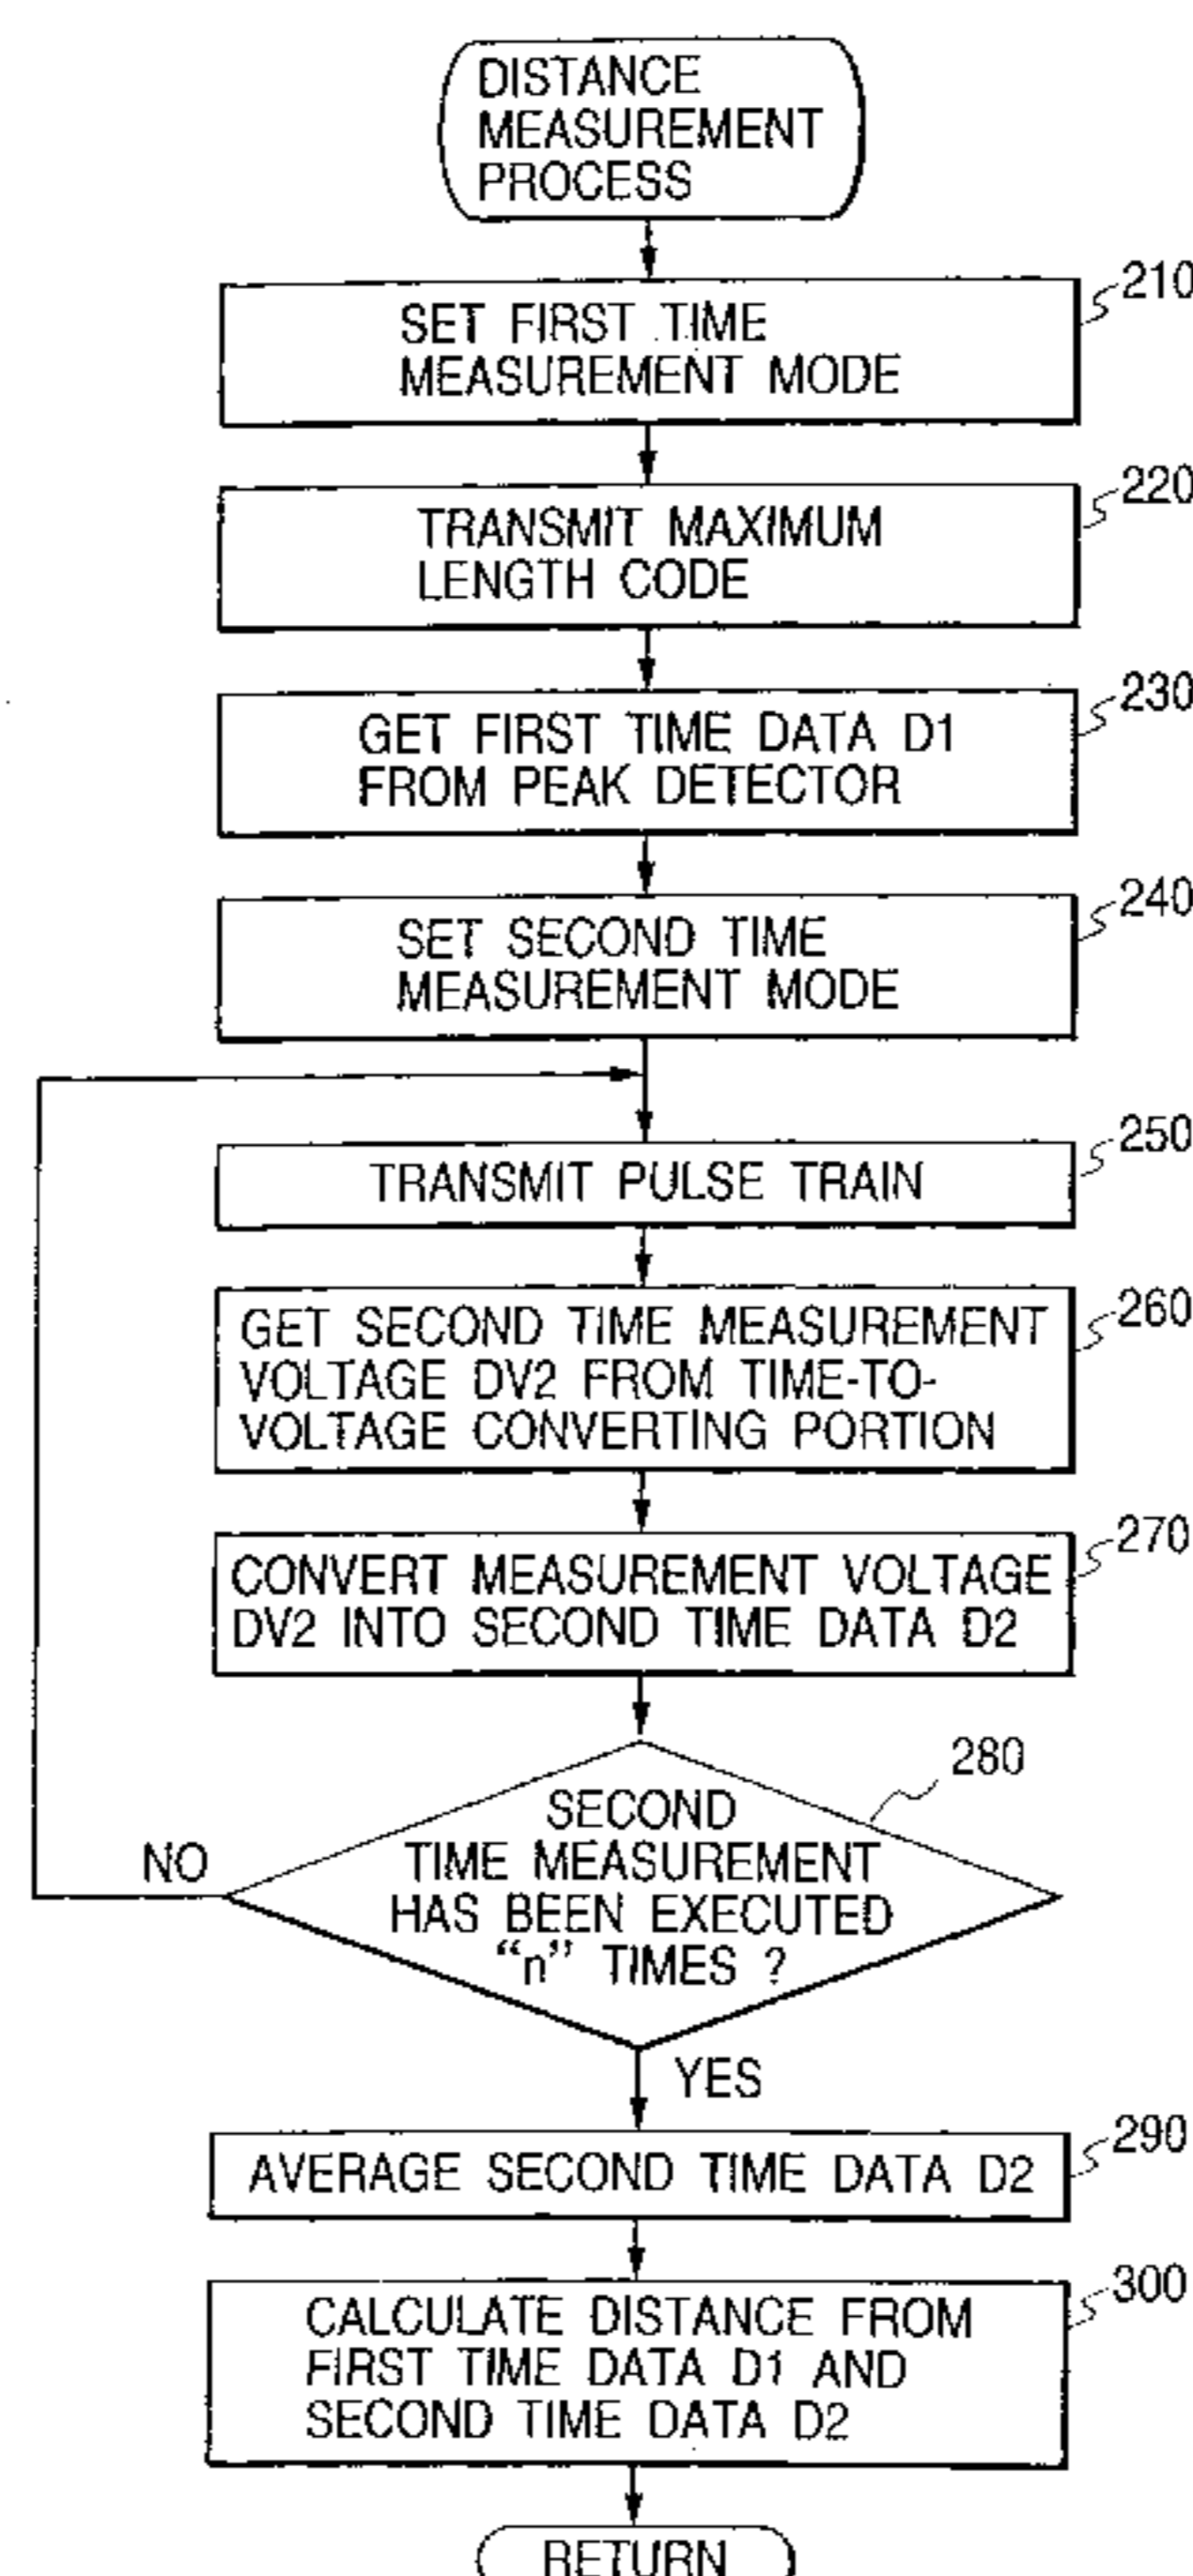 DISTANCE
MEASUREMENT
PROCESS
210
SET FIRST TIME
MEASUREMENT MODE
220
TRANSMIT MAXIMUM
LENGTH CODE
230
GET FIRST TIME DATA D1
FROM PEAK DETECTOR
240
SET SECOND TIME
MEASUREMENT MODE
250
TRANSMIT PULSE TRAIN
260
GET SECOND TIME MEASUREMENT
VOLTAGE DV2 FROM TIME-TO-
VOLTAGE CONVERTING PORTION
270
CONVERT MEASUREMENT VOLTAGE
DV2 INTO SECOND TIME DATA D2
280
SECOND
TIME MEASUREMENT
HAS BEEN EXECUTED
“n” TIMES ?
NO
YES
290
AVERAGE SECOND TIME DATA D2
300
CALCULATE DISTANCE FROM
FIRST TIME DATA D1 AND
SECOND TIME DATA D2
RETURN